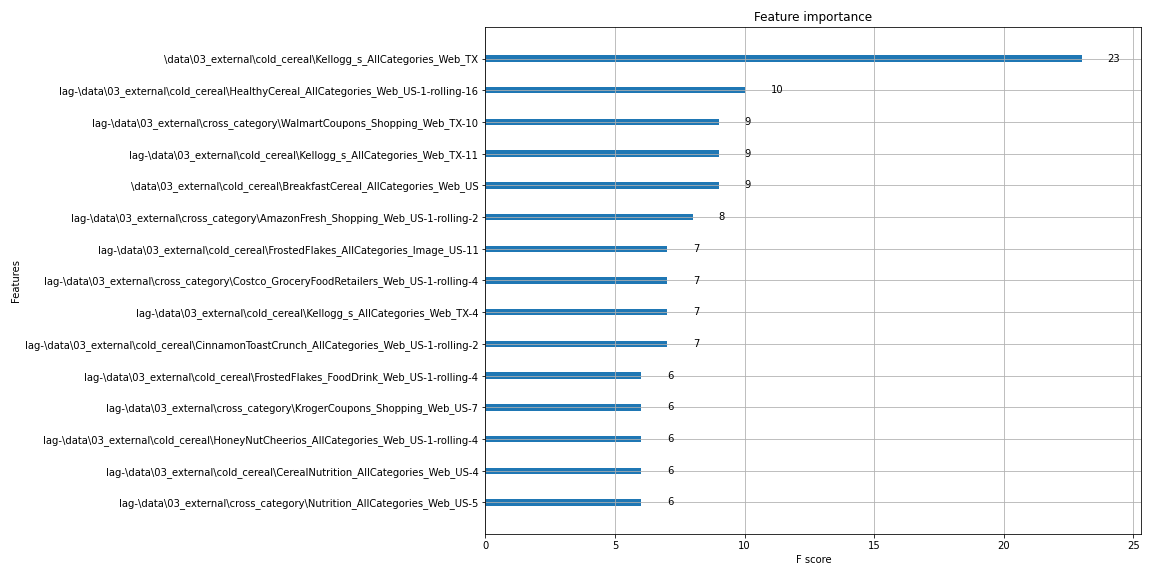 Feature importance
\data\03_external\cold_cereal\Kellogg_s_AllCategories_Web_TX 23
lag-\data\03_external\cold_cereal\HealthyCereal_AllCategories_Web_US-1-rolling-16 10
lag-\data\03_external\cross_category\WalmartCoupons_Shopping_Web_TX-10 9
lag-\data\03_external\cold_cereal\Kellogg_s_AllCategories_Web_TX-11 9
\data\03_external\cold_cereal\BreakfastCereal_AllCategories_Web_US 9
lag-\data\03_external\cross_category\AmazonFresh_Shopping_Web_US-1-rolling-2 8
lag-\data\03_external\cold_cereal\FrostedFlakes_AllCategories_Image_US-11 7
lag-\data\03_external\cross_category\Costco_GroceryFoodRetailers_Web_US-1-rolling-4 7
lag-\data\03_external\cold_cereal\Kellogg_s_AllCategories_Web_TX-4 7
lag-\data\03_external\cold_cereal\CinnamonToastCrunch_AllCategories_Web_US-1-rolling-2 7
lag-\data\03_external\cold_cereal\FrostedFlakes_FoodDrink_Web_US-1-rolling-4 6
lag-\data\03_external\cross_category\KrogerCoupons_Shopping_Web_US-7 6
lag-\data\03_external\cold_cereal\HoneyNutCheerios_AllCategories_Web_US-1-rolling-4 6
lag-\data\03_external\cold_cereal\CerealNutrition_AllCategories_Web_US-4 6
lag-\data\03_external\cross_category\Nutrition_AllCategories_Web_US-5 6
Features
0 5 10 15 20 25
F score